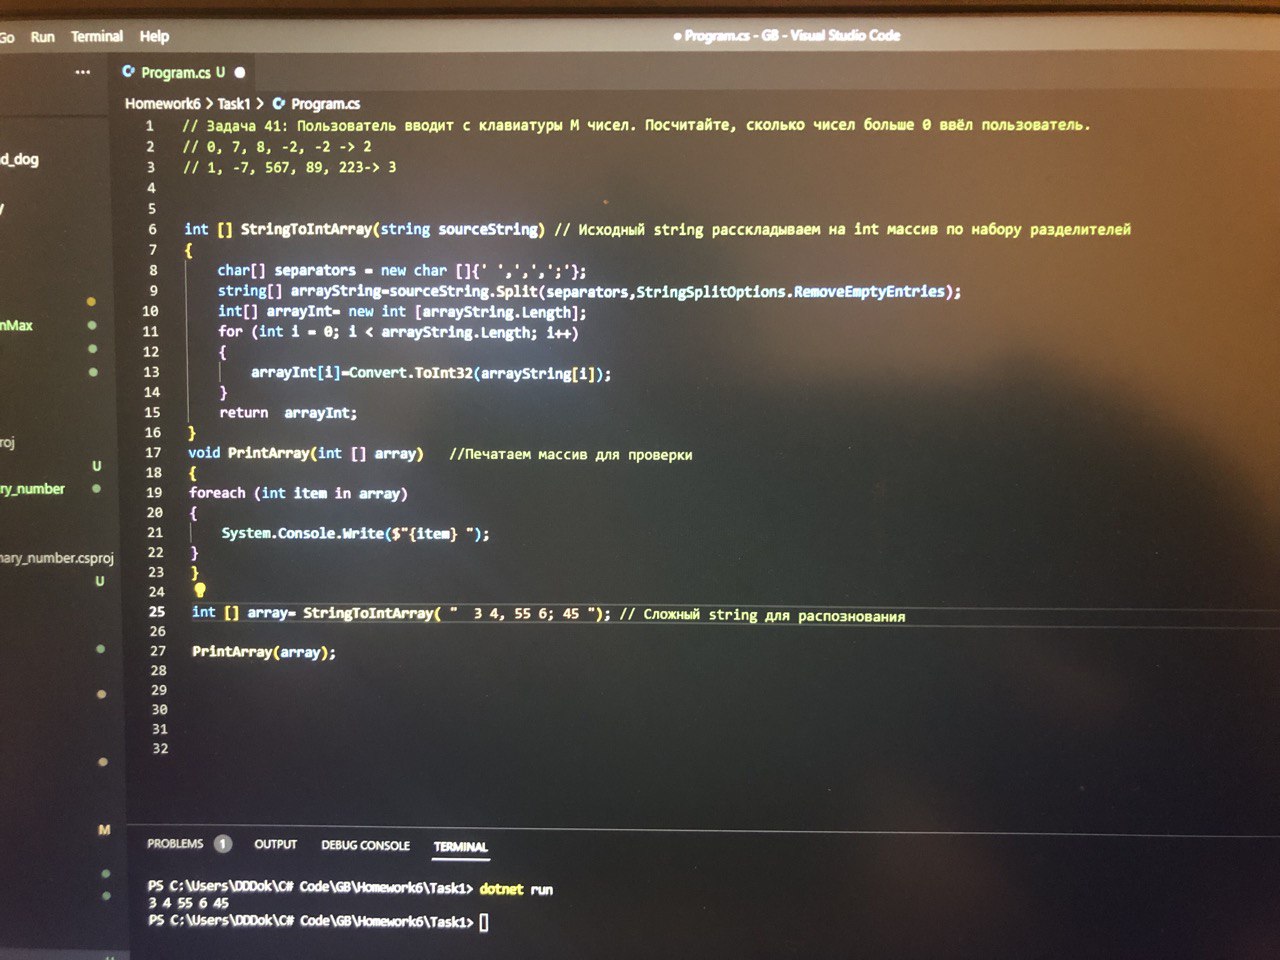 Go Run Terminal Help
● Program.cs - GB - Visual Studio Code
··· Program.cs U ●
Homework6 > Task1 > Program.cs
1 // Задача 41: Пользователь вводит с клавиатуры M чисел. Посчитайте, сколько чисел больше 0 ввёл пользователь.
2 // 0, 7, 8, -2, -2 -> 2
3 // 1, -7, 567, 89, 223-> 3
4
5
6 int [] StringToIntArray(string sourceString) // Исходный string расскладываем на int массив по набору разделителей
7 {
8 char[] separators = new char []{' ',',',';'};
9 string[] arrayString=sourceString.Split(separators,StringSplitOptions.RemoveEmptyEntries);
10 int[] arrayInt= new int [arrayString.Length];
11 for (int i = 0; i < arrayString.Length; i++)
12 {
13 arrayInt[i]=Convert.ToInt32(arrayString[i]);
14 }
15 return arrayInt;
16 }
17 void PrintArray(int [] array) //Печатаем массив для проверки
18 {
19 foreach (int item in array)
20 {
21 System.Console.Write($"{item} ");
22 }
23 }
24
25 int [] array= StringToIntArray( "  3 4, 55 6; 45 "); // Сложный string для распознования
26
27 PrintArray(array);
28
29
30
31
32
d_dog
nMax
roj
U
ry_number
nary_number.csproj
U
M
PROBLEMS 1 OUTPUT DEBUG CONSOLE TERMINAL
PS C:\Users\DDDok\C# Code\GB\Homework6\Task1> dotnet run
3 4 55 6 45
PS C:\Users\DDDok\C# Code\GB\Homework6\Task1>